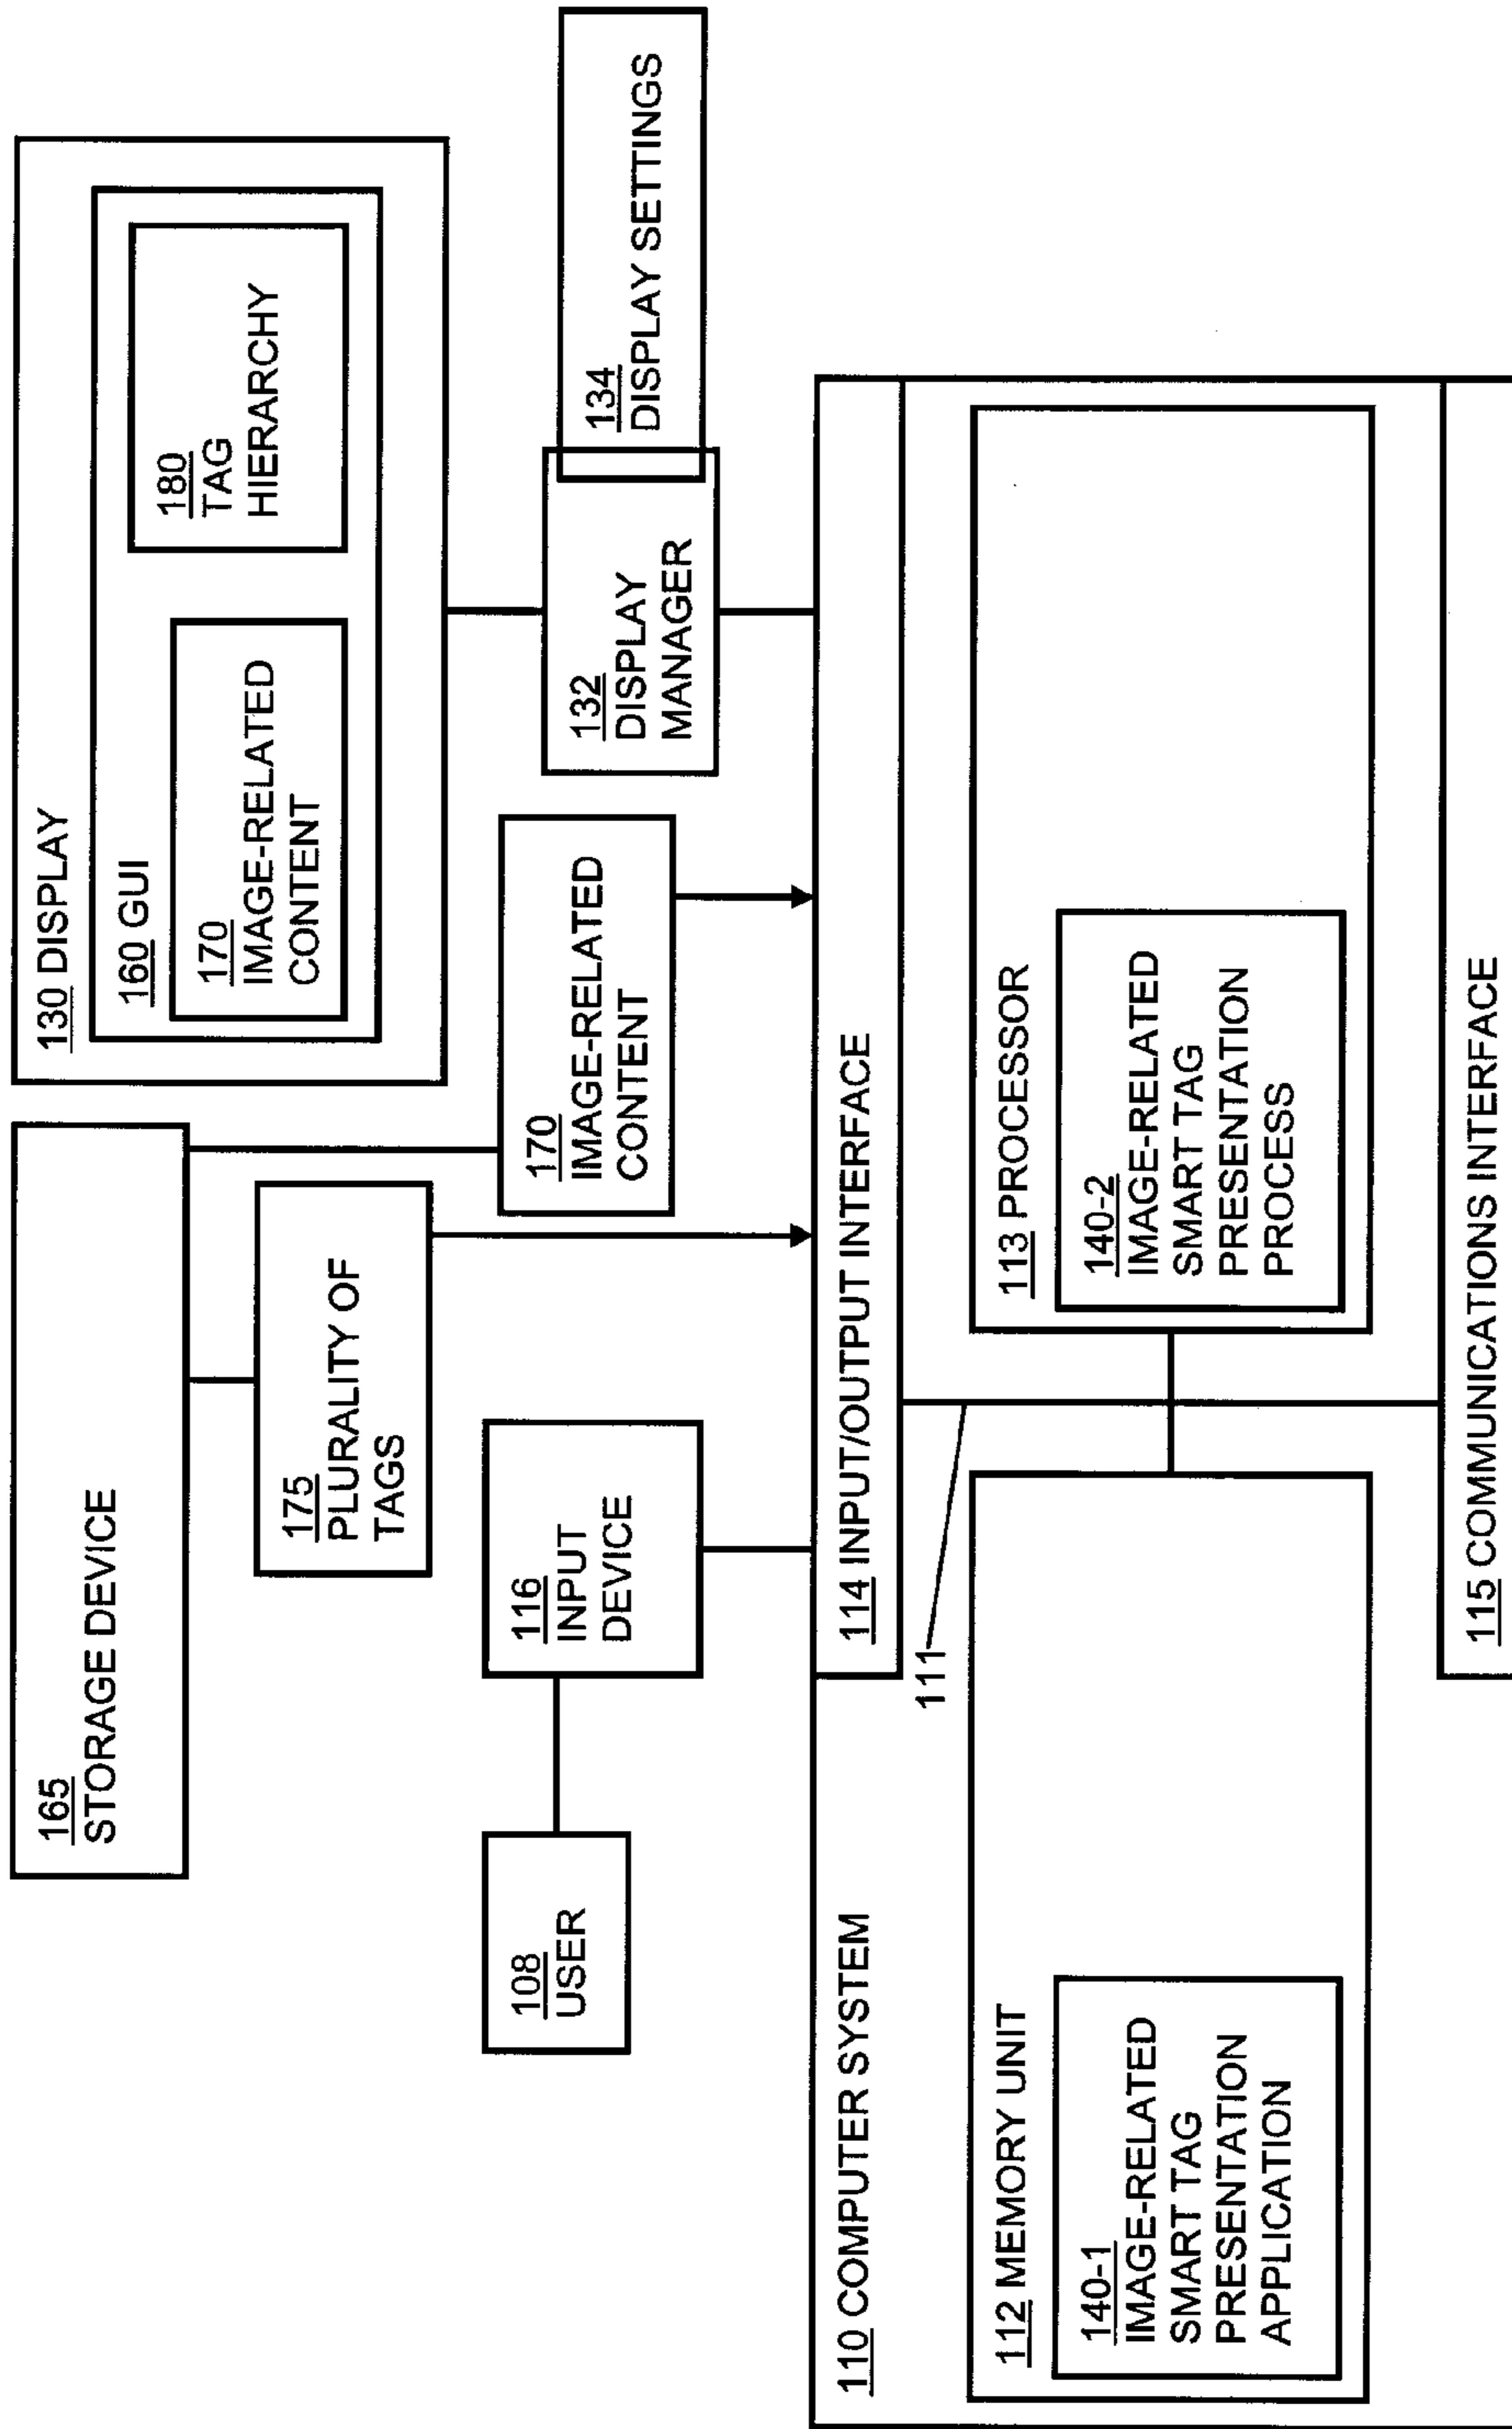 165
STORAGE DEVICE
130 DISPLAY
160 GUI
170
IMAGE-RELATED
CONTENT
180
TAG
HIERARCHY
175
PLURALITY OF
TAGS
108
USER
116
INPUT
DEVICE
170
IMAGE-RELATED
CONTENT
132
DISPLAY
MANAGER
134
DISPLAY SETTINGS
110 COMPUTER SYSTEM
114 INPUT/OUTPUT INTERFACE
111
112 MEMORY UNIT
140-1
IMAGE-RELATED
SMART TAG
PRESENTATION
APPLICATION
113 PROCESSOR
140-2
IMAGE-RELATED
SMART TAG
PRESENTATION
PROCESS
115 COMMUNICATIONS INTERFACE